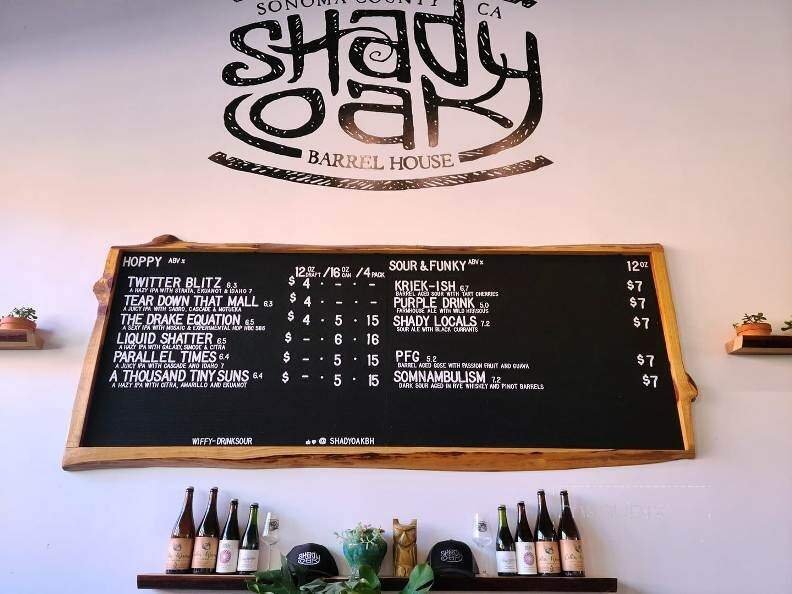 SONOMA COUNTY CA
SHADY
OAK
BARREL HOUSE
HOPPY ABV% 12OZ DRAFT /16OZ CAN /4 PACK
TWITTER BLITZ 6.3 $ 4 · - · -
A HAZY IPA WITH STRATA, EKUANOT & IDAHO 7
TEAR DOWN THAT MALL 6.3 $ 4 · - · -
A JUICY IPA WITH SABRO, CASCADE & MOTUEKA
THE DRAKE EQUATION 6.5 $ 4 · 5 · 15
A SEXY IPA WITH MOSAIC & EXPERIMENTAL HOP HBC 586
LIQUID SHATTER 6.5 $ - · 6 · 16
A HAZY IPA WITH GALAXY, SIMCOE & CITRA
PARALLEL TIMES 6.4 $ - · 5 · 15
A JUICY IPA WITH CASCADE AND IDAHO 7
A THOUSAND TINY SUNS 6.4 $ - · 5 · 15
A HAZY IPA WITH CITRA, AMARILLO AND EKUANOT
WIFFY-DRINKSOUR @ SHADYOAKBH
SOUR & FUNKY ABV% 12OZ
KRIEK-ISH 6.7 $7
BARREL AGED SOUR WITH TART CHERRIES
PURPLE DRINK 5.0 $7
FARMHOUSE ALE WITH WILD HIBISCUS
SHADY LOCALS 7.2 $7
SOUR ALE WITH BLACK CURRANTS
PFG 5.2 $7
BARREL AGED GOSE WITH PASSION FRUIT AND GUAVA
SOMNAMBULISM 7.2 $7
DARK SOUR AGED IN RYE WHISKEY AND PINOT BARRELS
SHADY
OAK
SHADY
OAK